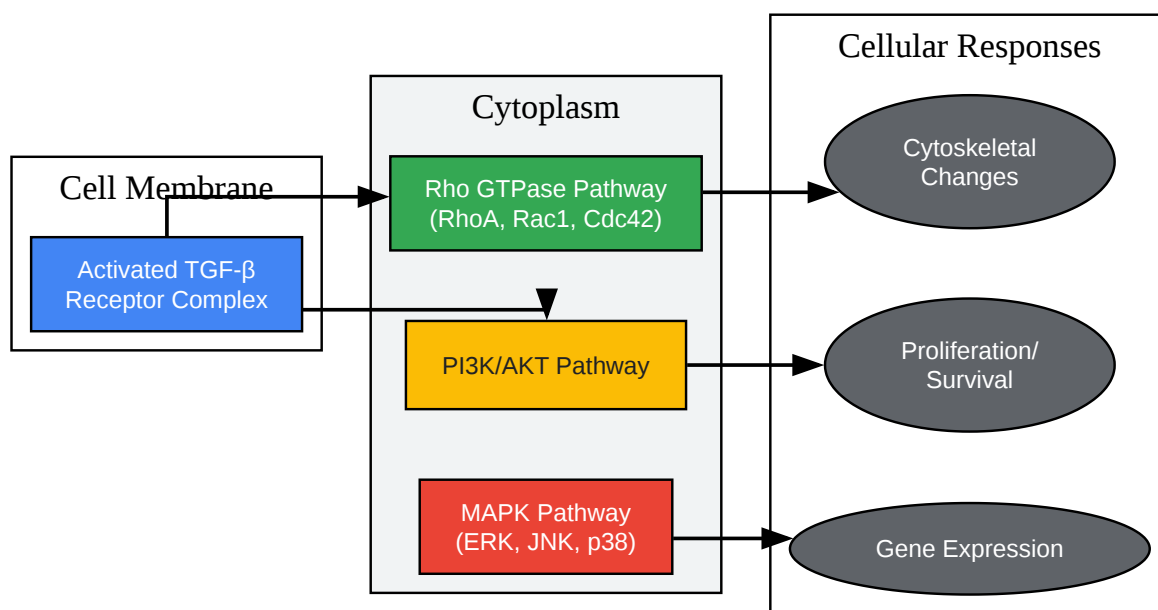 Cell Membrane
Activated TGF-β
Receptor Complex
Cytoplasm
Rho GTPase Pathway
(RhoA, Rac1, Cdc42)
PI3K/AKT Pathway
MAPK Pathway
(ERK, JNK, p38)
Cellular Responses
Cytoskeletal
Changes
Proliferation/
Survival
Gene Expression